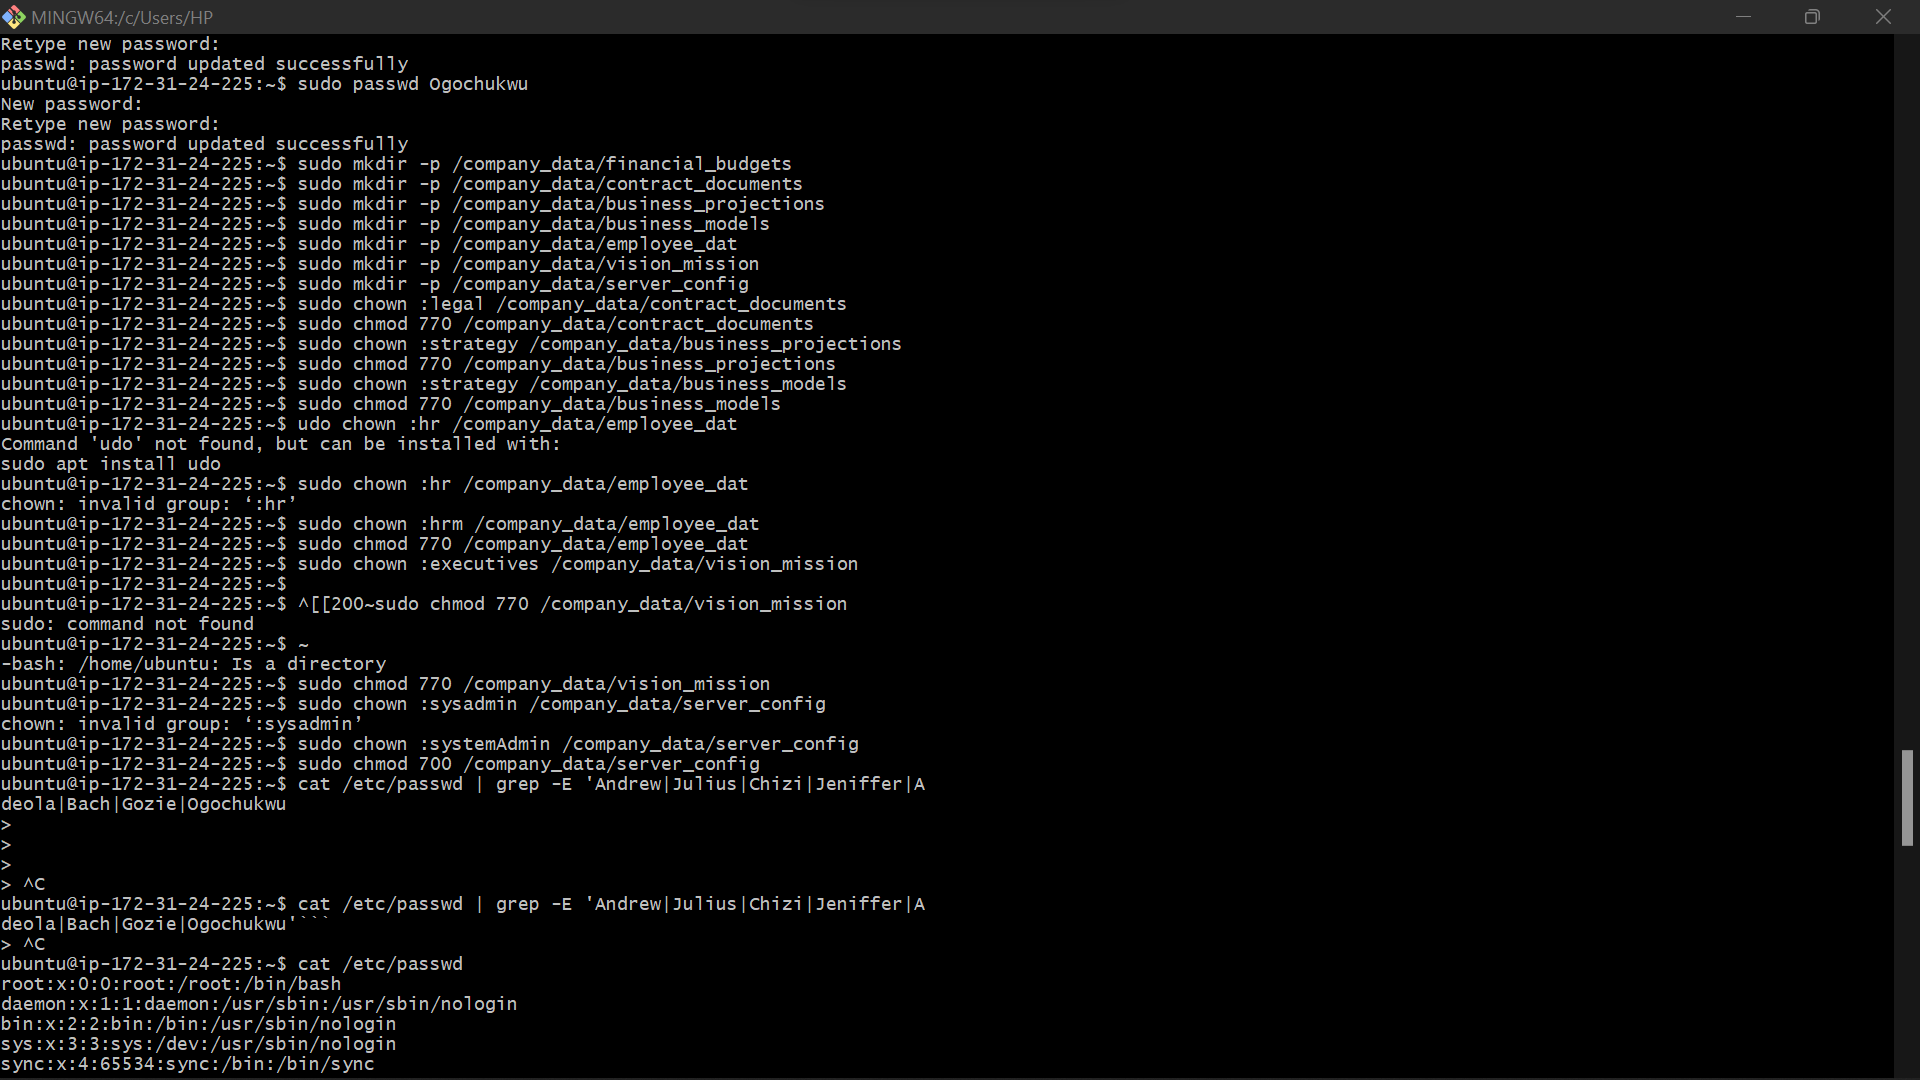 MINGW64:/c/Users/HP
Retype new password:
passwd: password updated successfully
ubuntu@ip-172-31-24-225:~$ sudo passwd Ogochukwu
New password:
Retype new password:
passwd: password updated successfully
ubuntu@ip-172-31-24-225:~$ sudo mkdir -p /company_data/financial_budgets
ubuntu@ip-172-31-24-225:~$ sudo mkdir -p /company_data/contract_documents
ubuntu@ip-172-31-24-225:~$ sudo mkdir -p /company_data/business_projections
ubuntu@ip-172-31-24-225:~$ sudo mkdir -p /company_data/business_models
ubuntu@ip-172-31-24-225:~$ sudo mkdir -p /company_data/employee_dat
ubuntu@ip-172-31-24-225:~$ sudo mkdir -p /company_data/vision_mission
ubuntu@ip-172-31-24-225:~$ sudo mkdir -p /company_data/server_config
ubuntu@ip-172-31-24-225:~$ sudo chown :legal /company_data/contract_documents
ubuntu@ip-172-31-24-225:~$ sudo chmod 770 /company_data/contract_documents
ubuntu@ip-172-31-24-225:~$ sudo chown :strategy /company_data/business_projections
ubuntu@ip-172-31-24-225:~$ sudo chmod 770 /company_data/business_projections
ubuntu@ip-172-31-24-225:~$ sudo chown :strategy /company_data/business_models
ubuntu@ip-172-31-24-225:~$ sudo chmod 770 /company_data/business_models
ubuntu@ip-172-31-24-225:~$ udo chown :hr /company_data/employee_dat
Command 'udo' not found, but can be installed with:
sudo apt install udo
ubuntu@ip-172-31-24-225:~$ sudo chown :hr /company_data/employee_dat
chown: invalid group: ‘:hr’
ubuntu@ip-172-31-24-225:~$ sudo chown :hrm /company_data/employee_dat
ubuntu@ip-172-31-24-225:~$ sudo chmod 770 /company_data/employee_dat
ubuntu@ip-172-31-24-225:~$ sudo chown :executives /company_data/vision_mission
ubuntu@ip-172-31-24-225:~$
ubuntu@ip-172-31-24-225:~$ ^[[200~sudo chmod 770 /company_data/vision_mission
sudo: command not found
ubuntu@ip-172-31-24-225:~$ ~
-bash: /home/ubuntu: Is a directory
ubuntu@ip-172-31-24-225:~$ sudo chmod 770 /company_data/vision_mission
ubuntu@ip-172-31-24-225:~$ sudo chown :sysadmin /company_data/server_config
chown: invalid group: ‘:sysadmin’
ubuntu@ip-172-31-24-225:~$ sudo chown :systemAdmin /company_data/server_config
ubuntu@ip-172-31-24-225:~$ sudo chmod 700 /company_data/server_config
ubuntu@ip-172-31-24-225:~$ cat /etc/passwd | grep -E 'Andrew|Julius|Chizi|Jeniffer|A
deola|Bach|Gozie|Ogochukwu
>
>
>
> ^C
ubuntu@ip-172-31-24-225:~$ cat /etc/passwd | grep -E 'Andrew|Julius|Chizi|Jeniffer|A
deola|Bach|Gozie|Ogochukwu'```
> ^C
ubuntu@ip-172-31-24-225:~$ cat /etc/passwd
root:x:0:0:root:/root:/bin/bash
daemon:x:1:1:daemon:/usr/sbin:/usr/sbin/nologin
bin:x:2:2:bin:/bin:/usr/sbin/nologin
sys:x:3:3:sys:/dev:/usr/sbin/nologin
sync:x:4:65534:sync:/bin:/bin/sync